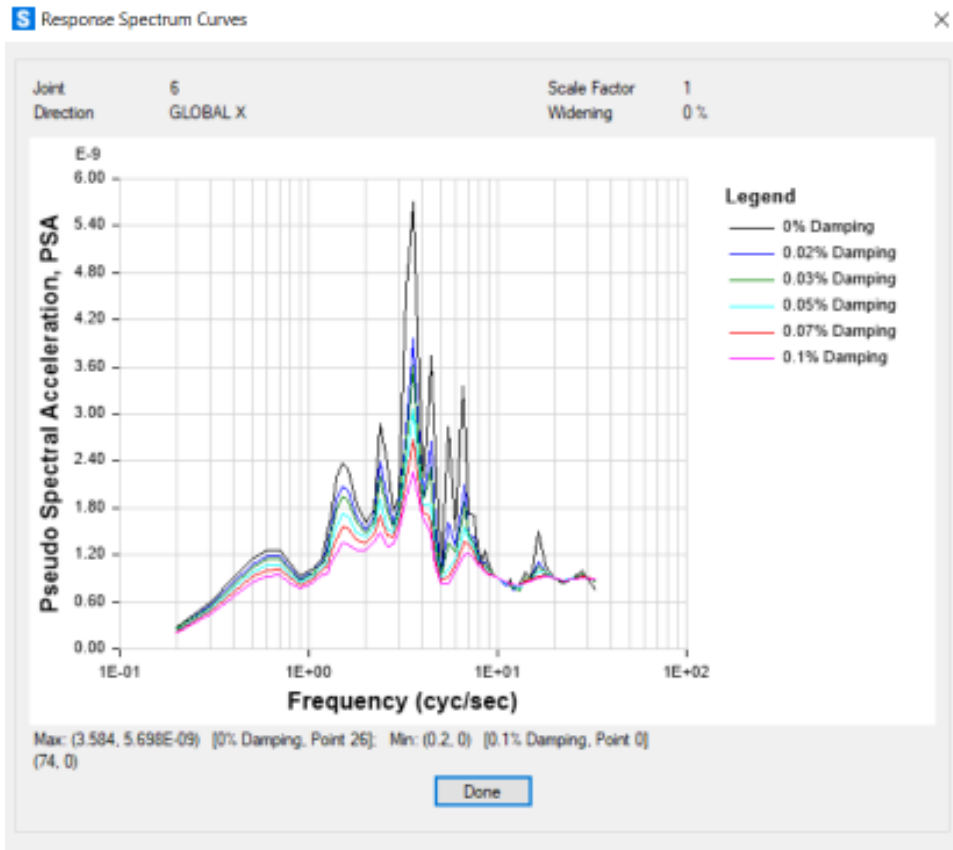 S Response Spectrum Curves
Joint 6 Scale Factor 1
Direction GLOBAL X Widening 0 %
E-9
6.00
5.40
4.80
4.20
3.60
3.00
2.40
1.80
1.20
0.60
0.00
Pseudo Spectral Acceleration, PSA
1E-01 1E+00 1E+01 1E+02
Frequency (cyc/sec)
Legend
0% Damping
0.02% Damping
0.03% Damping
0.05% Damping
0.07% Damping
0.1% Damping
Max: (3.584, 5.698E-09) [0% Damping, Point 26]; Min: (0.2, 0) [0.1% Damping, Point 0]
(74, 0)
Done